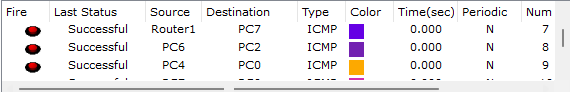 Fire Last Status Source Destination Type Color Time(sec) Periodic Num
Successful Router1 PC7 ICMP 0.000 N 7
Successful PC6 PC2 ICMP 0.000 N 8
Successful PC4 PC0 ICMP 0.000 N 9